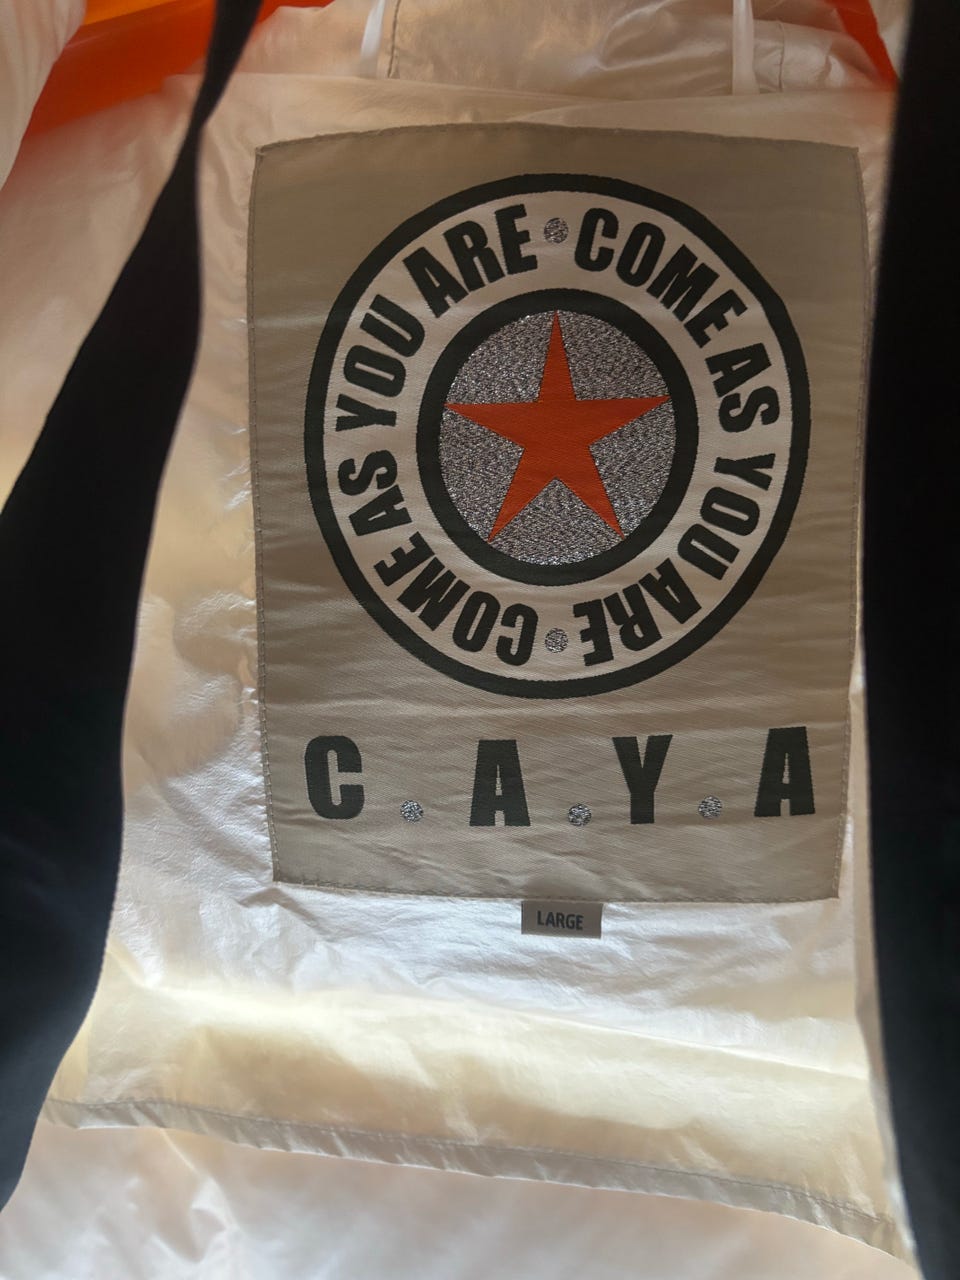 COME AS YOU ARE • COME AS YOU ARE •
C.A.Y.A
LARGE